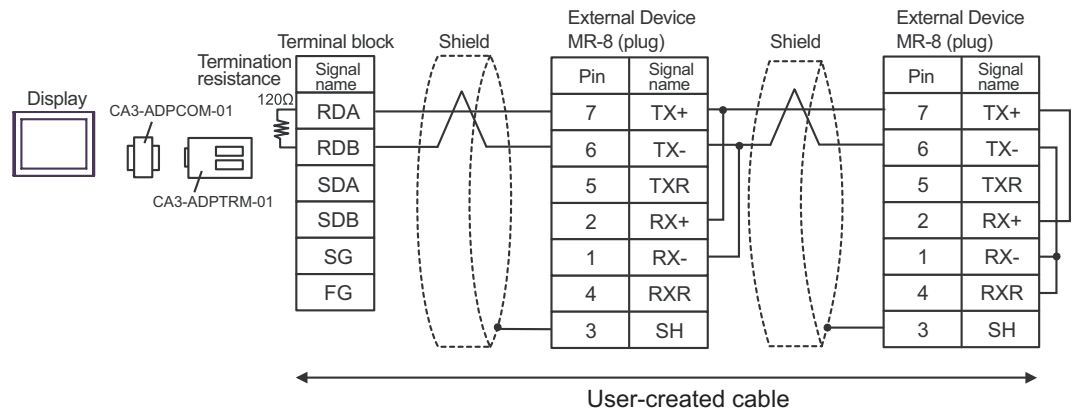 Display
CA3-ADPCOM-01
CA3-ADPTRM-01
Termination
resistance
120Ω
Terminal block
Signal
name
RDA
RDB
SDA
SDB
SG
FG
Shield
External Device
MR-8 (plug)
Pin Signal
name
7 TX+
6 TX-
5 TXR
2 RX+
1 RX-
4 RXR
3 SH
Shield
External Device
MR-8 (plug)
Pin Signal
name
7 TX+
6 TX-
5 TXR
2 RX+
1 RX-
4 RXR
3 SH
User-created cable